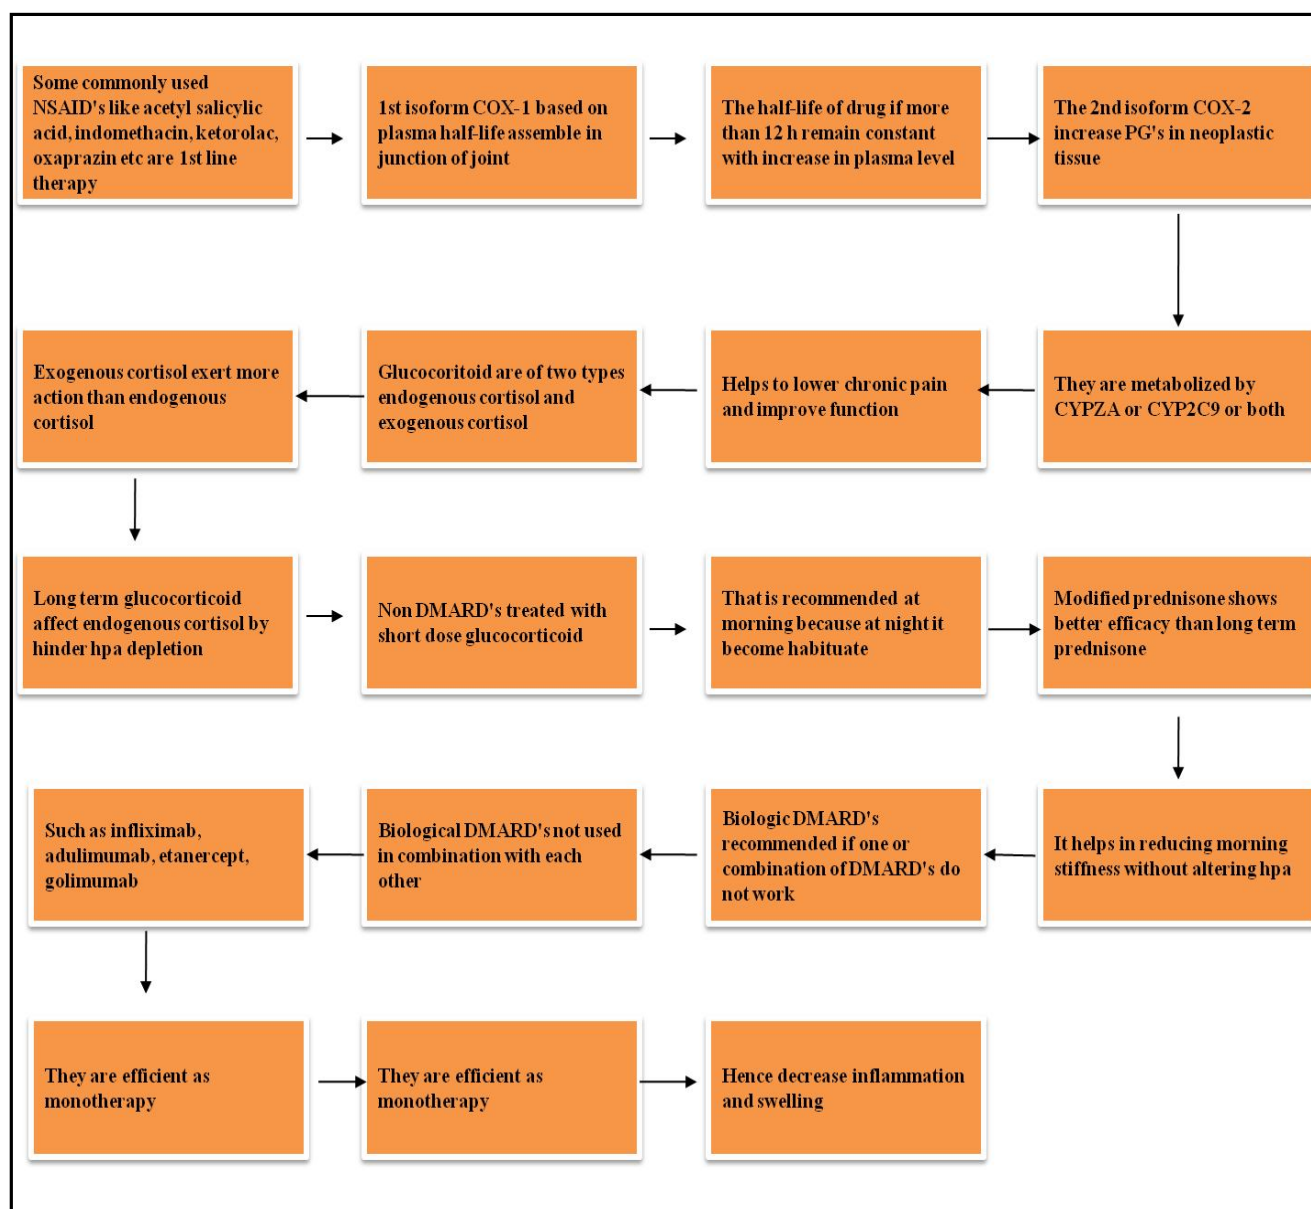 Some commonly used
NSAID's like acetyl salicylic
acid, indomethacin, ketorolac,
oxaprazin etc are 1st line
therapy
1st isoform COX-1 based on
plasma half-life assemble in
junction of joint
The half-life of drug if more
than 12 h remain constant
with increase in plasma level
The 2nd isoform COX-2
increase PG's in neoplastic
tissue
They are metabolized by
CYPZA or CYP2C9 or both
Helps to lower chronic pain
and improve function
Glucocoritoid are of two types
endogenous cortisol and
exogenous cortisol
Exogenous cortisol exert more
action than endogenous
cortisol
Long term glucocorticoid
affect endogenous cortisol by
hinder hpa depletion
Non DMARD's treated with
short dose glucocorticoid
That is recommended at
morning because at night it
become habituate
Modified prednisone shows
better efficacy than long term
prednisone
It helps in reducing morning
stiffness without altering hpa
Biologic DMARD's
recommended if one or
combination of DMARD's do
not work
Biological DMARD's not used
in combination with each
other
Such as infliximab,
adulimumab, etanercept,
golimumab
They are efficient as
monotherapy
They are efficient as
monotherapy
Hence decrease inflammation
and swelling